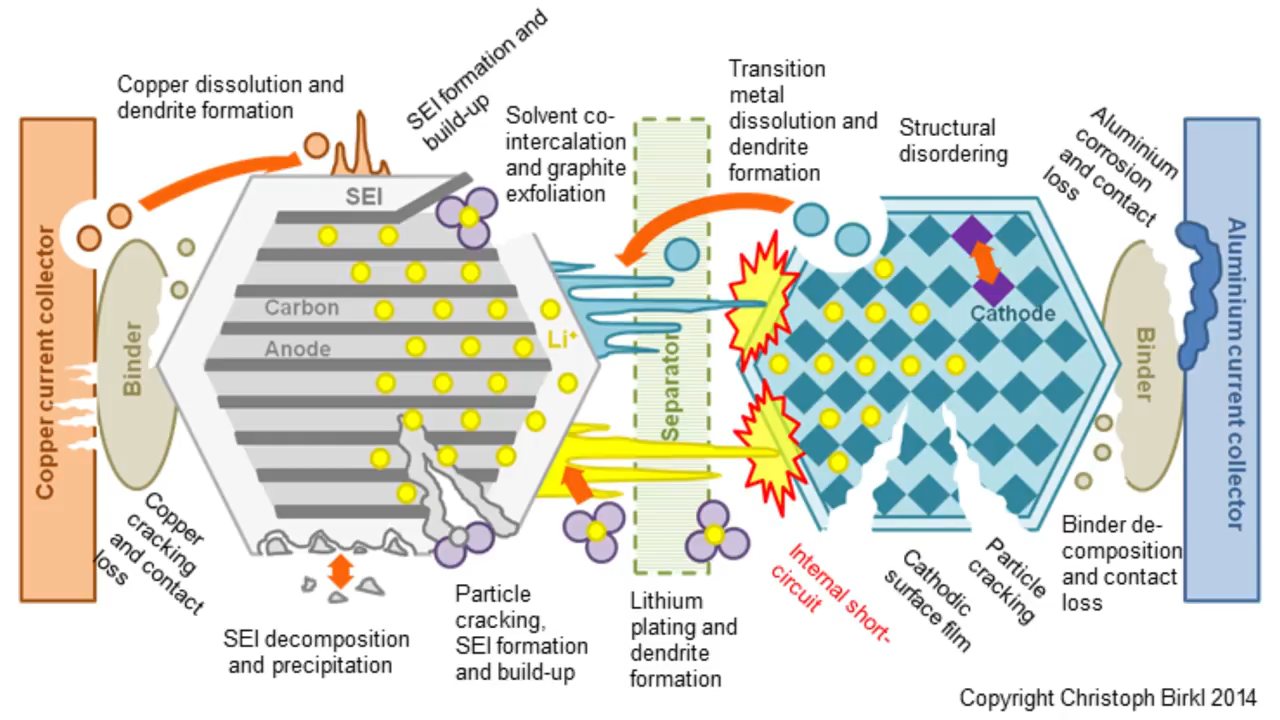 Copper dissolution and
dendrite formation
SEI formation and
build-up
Solvent co-
intercalation
and graphite
exfoliation
Transition
metal
dissolution and
dendrite
formation
Structural
disordering
Aluminium
corrosion
and contact
loss
Copper current collector
Binder
SEI
Carbon
Anode
Li⁺
Separator
Cathode
Binder
Aluminium current collector
Copper
cracking
and contact
loss
SEI decomposition
and precipitation
Particle
cracking,
SEI formation
and build-up
Lithium
plating and
dendrite
formation
Internal short-
circuit
Cathodic
surface film
Particle
cracking
Binder de-
composition
and contact
loss
Copyright Christoph Birkl 2014